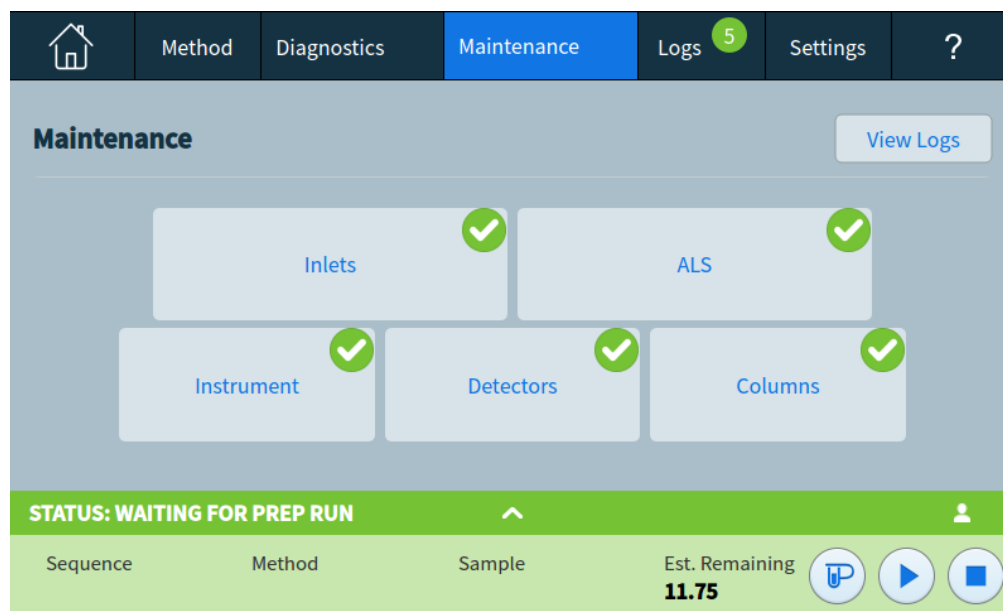 Method Diagnostics Maintenance Logs 5 Settings ?
Maintenance View Logs
Inlets ALS
Instrument Detectors Columns
STATUS: WAITING FOR PREP RUN
Sequence Method Sample Est. Remaining
11.75